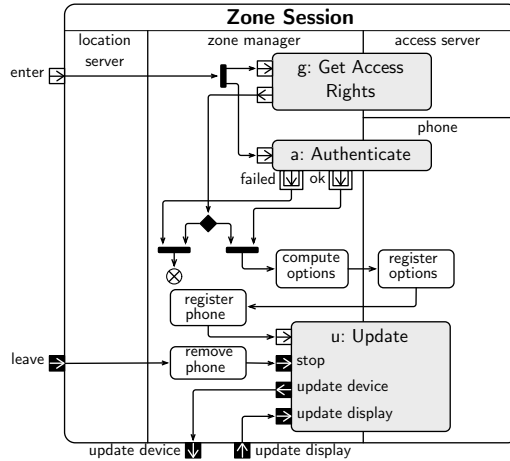 Zone Session
location
server
zone manager
access server
enter
g: Get Access
Rights
phone
a: Authenticate
failed
ok
compute
options
register
options
register
phone
u: Update
leave
remove
phone
stop
update device
update display
update device
update display